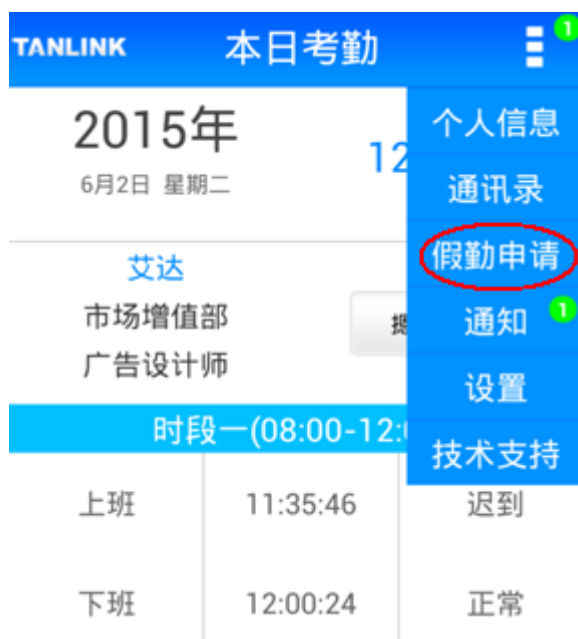 TANLINK 本日考勤 1
2015年
6月2日 星期二
12
个人信息
通讯录
假勤申请
通知 1
设置
技术支持
艾达
市场增值部
广告设计师
时段一(08:00-12:
上班 11:35:46 迟到
下班 12:00:24 正常